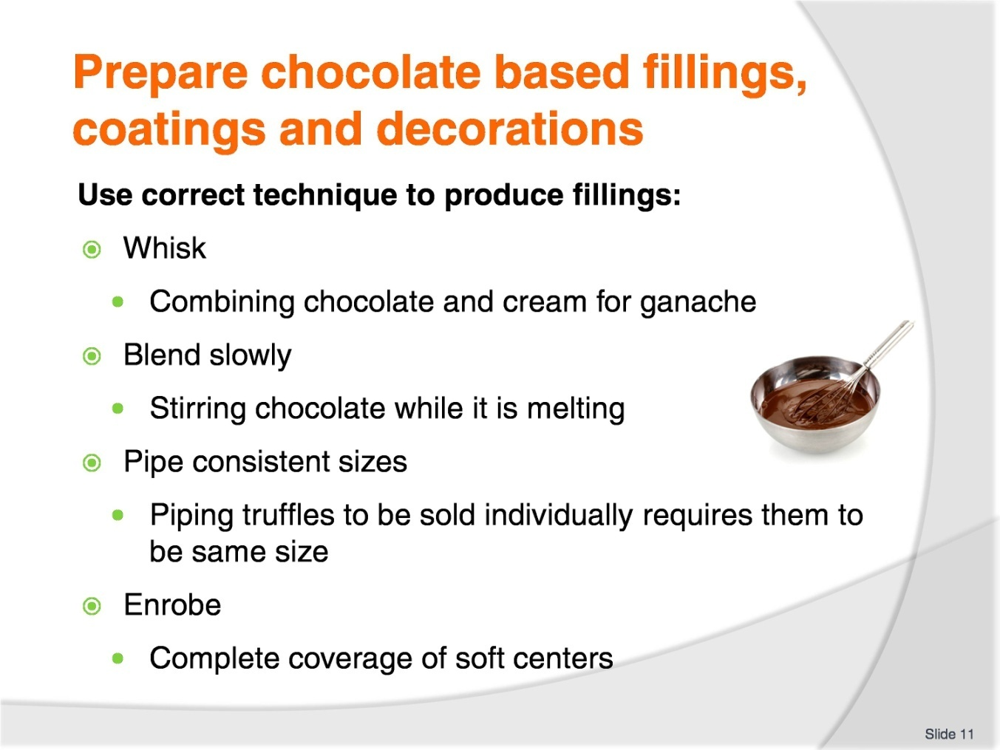 Prepare chocolate based fillings,
coatings and decorations
Use correct technique to produce fillings:
Whisk
Combining chocolate and cream for ganache
Blend slowly
Stirring chocolate while it is melting
Pipe consistent sizes
Piping truffles to be sold individually requires them to
be same size
Enrobe
Complete coverage of soft centers
Slide 11